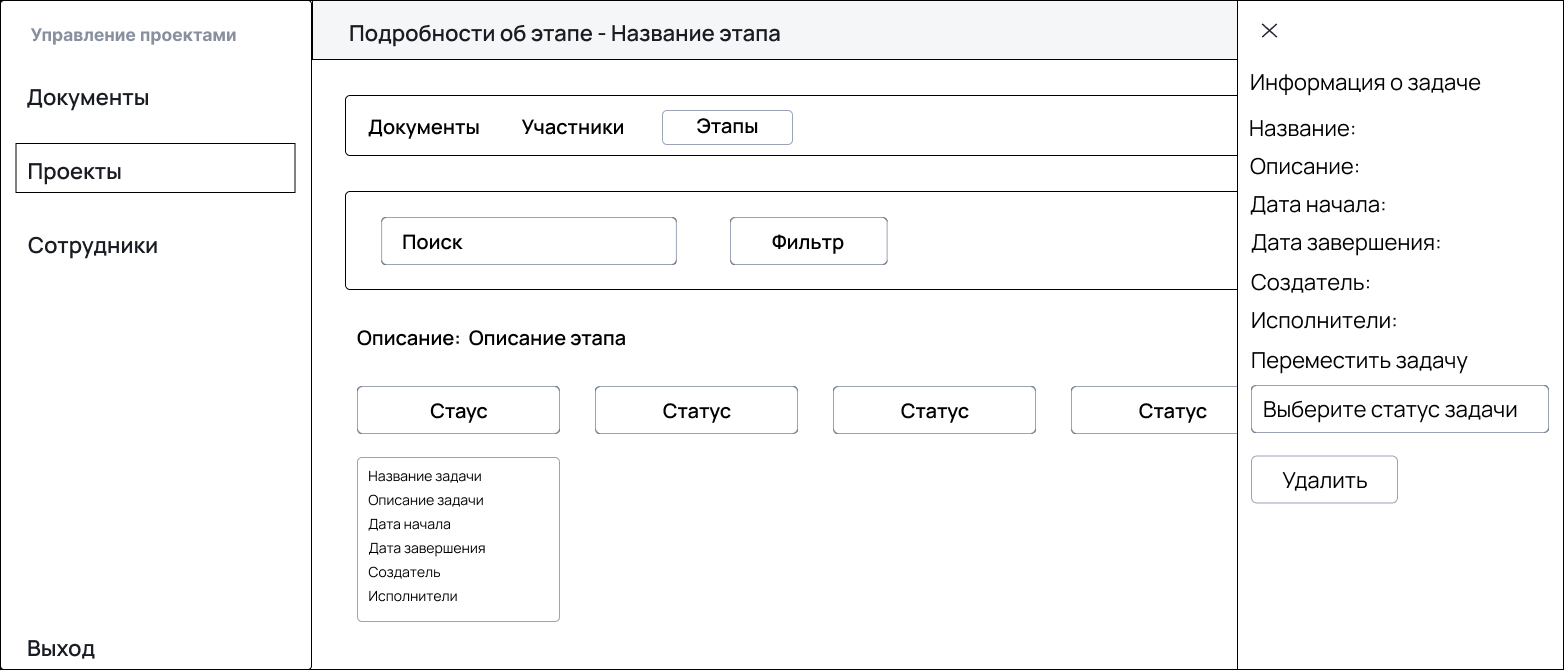 Управление проектами
Документы
Проекты
Сотрудники
Выход
Подробности об этапе - Название этапа
Документы Участники Этапы
Поиск Фильтр
Описание: Описание этапа
Стаус Статус Статус Статус
Название задачи
Описание задачи
Дата начала
Дата завершения
Создатель
Исполнители
Информация о задаче
Название:
Описание:
Дата начала:
Дата завершения:
Создатель:
Исполнители:
Переместить задачу
Выберите статус задачи
Удалить